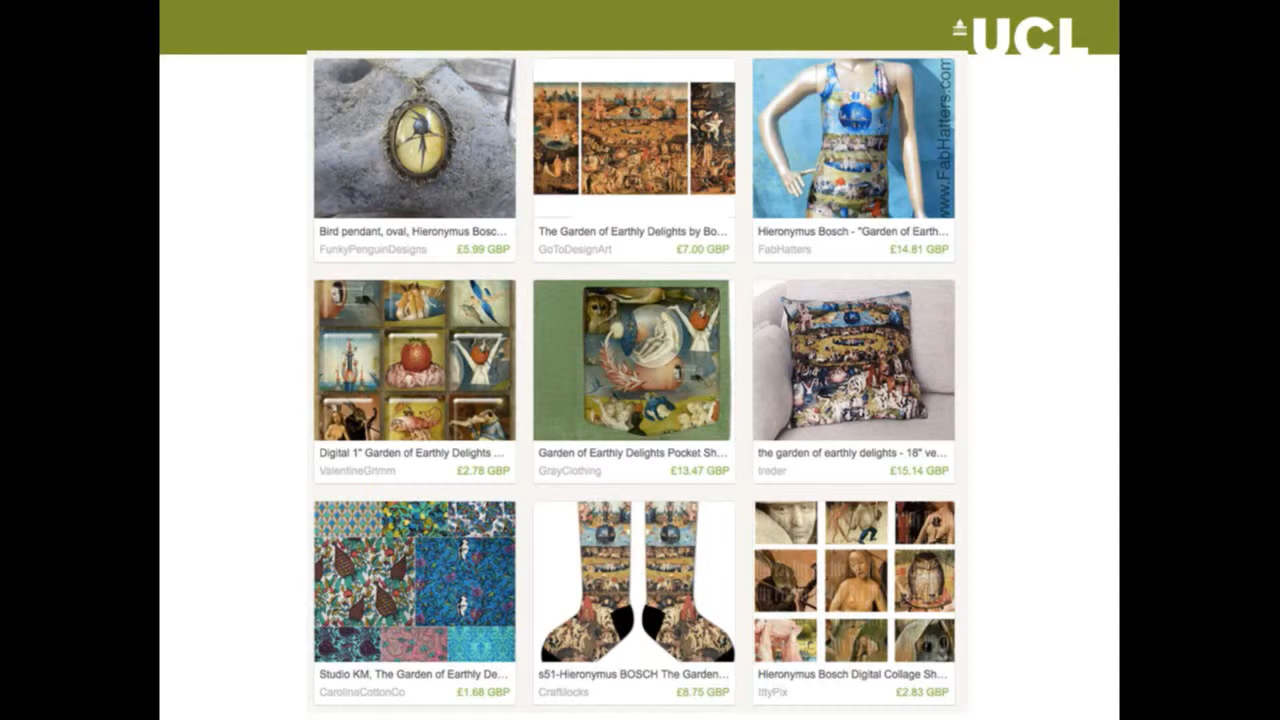 UCL
www.FabHatters.com
Bird pendant, oval, Hieronymus Bosc...
FunkyPenguinDesigns £5.99 GBP
The Garden of Earthly Delights by Bo...
GoToDesignArt £7.00 GBP
Hieronymus Bosch - "Garden of Earth...
FabHatters £14.81 GBP
Digital 1" Garden of Earthly Delights ...
ValentineGrimm £2.78 GBP
Garden of Earthly Delights Pocket Sh...
GrayClothing £13.47 GBP
the garden of earthly delights - 18" ve...
treder £15.14 GBP
Studio KM, The Garden of Earthly De...
CarolinaCottonCo £1.68 GBP
s51-Hieronymus BOSCH The Garden...
Craftilocks £8.75 GBP
Hieronymus Bosch Digital Collage Sh...
IttyPix £2.83 GBP